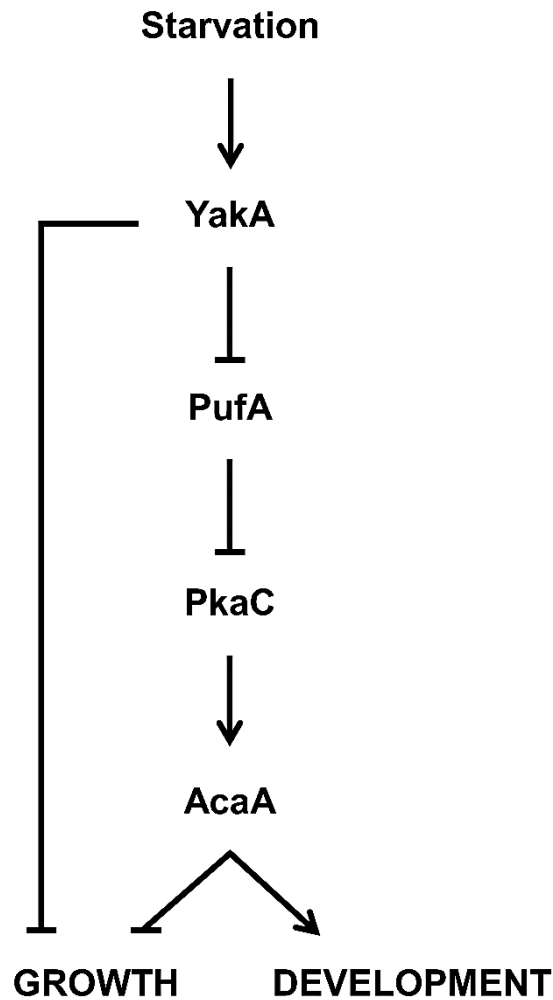 Starvation
YakA
PufA
PkaC
AcaA
GROWTH DEVELOPMENT